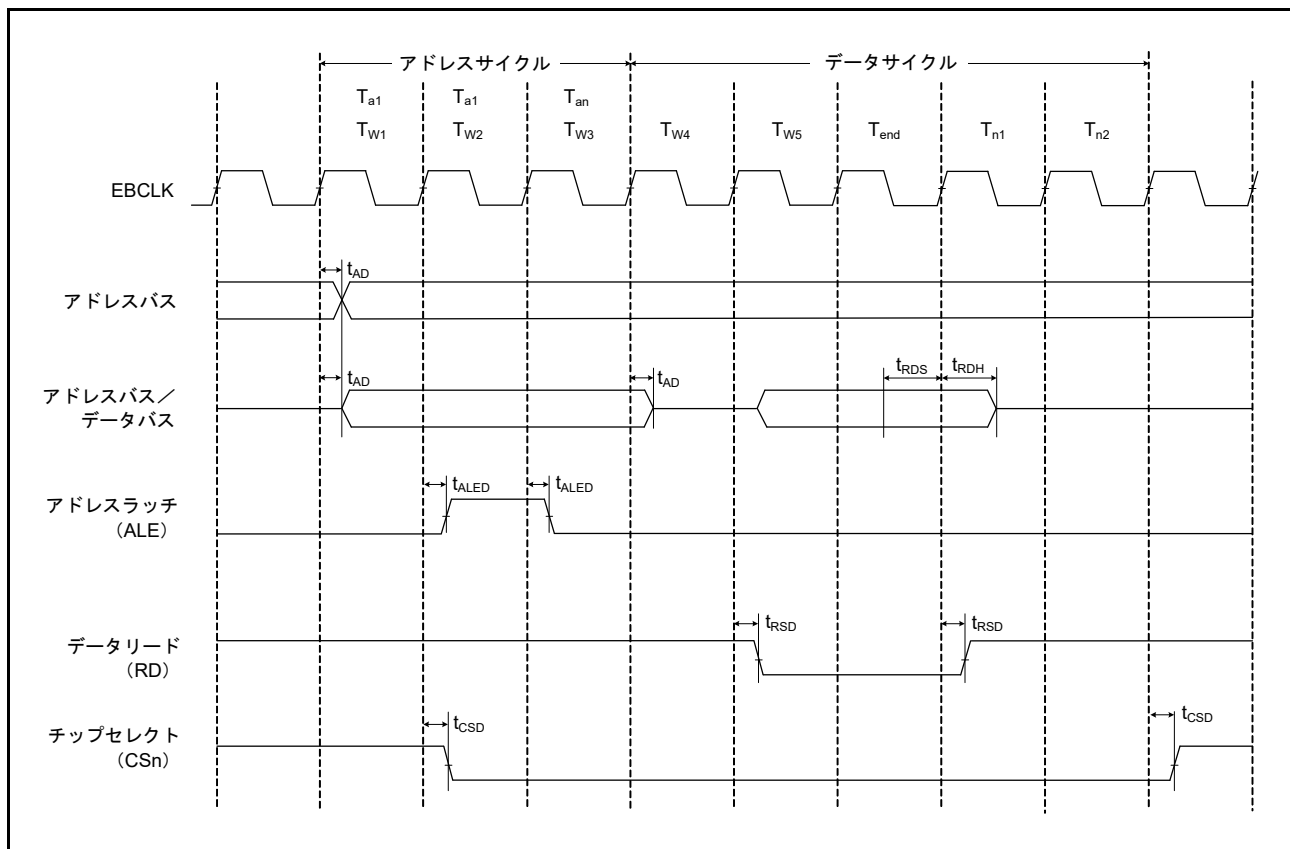 アドレスサイクル データサイクル
Ta1 Ta1 Tan
TW1 TW2 TW3 TW4 TW5 Tend Tn1 Tn2
EBCLK
tAD
アドレスバス
tAD tAD tRDS tRDH
アドレスバス/
データバス
tALED tALED
アドレスラッチ
(ALE)
tRSD tRSD
データリード
(RD)
tCSD tCSD
チップセレクト
(CSn)